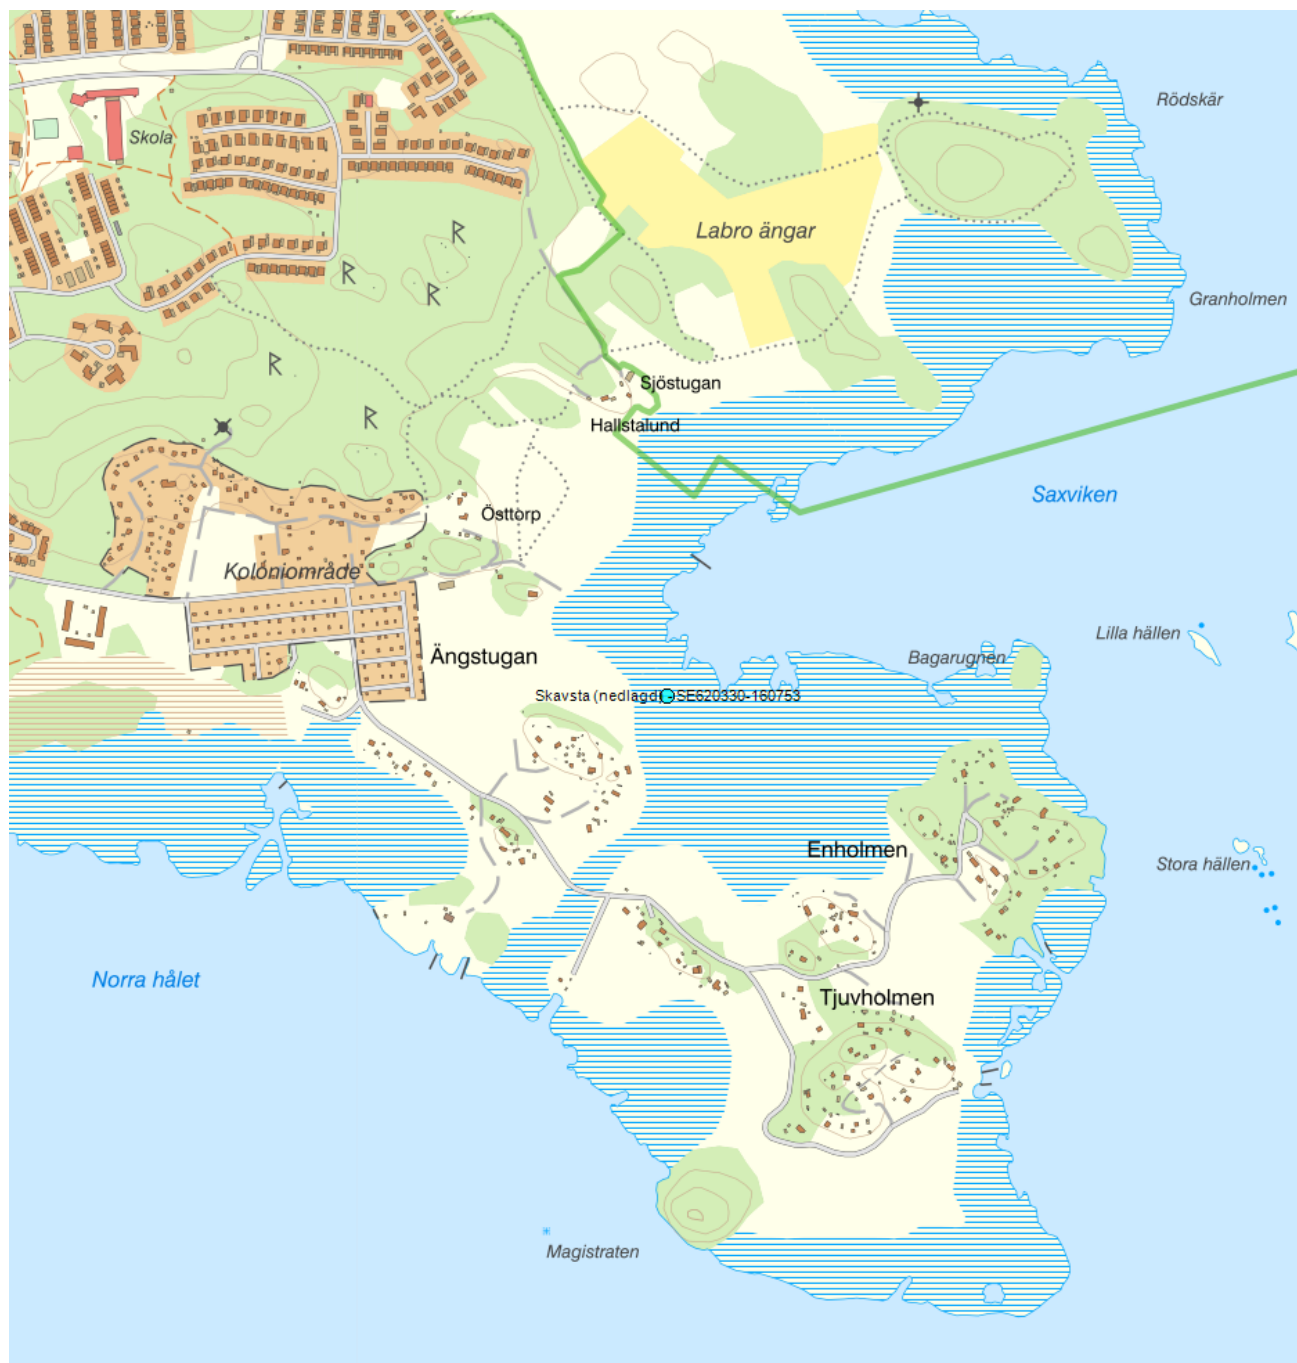 Rödskär
Skola
Labro ängar
Granholmen
Sjöstugan
Hallstalund
Saxviken
Östtorp
Koloniområde
Lilla hällen
Ängstugan
Bagarugnen
Skavsta (nedlagd) - SE620330-160753
Enholmen
Stora hällen
Norra hålet
Tjuvholmen
Magistraten